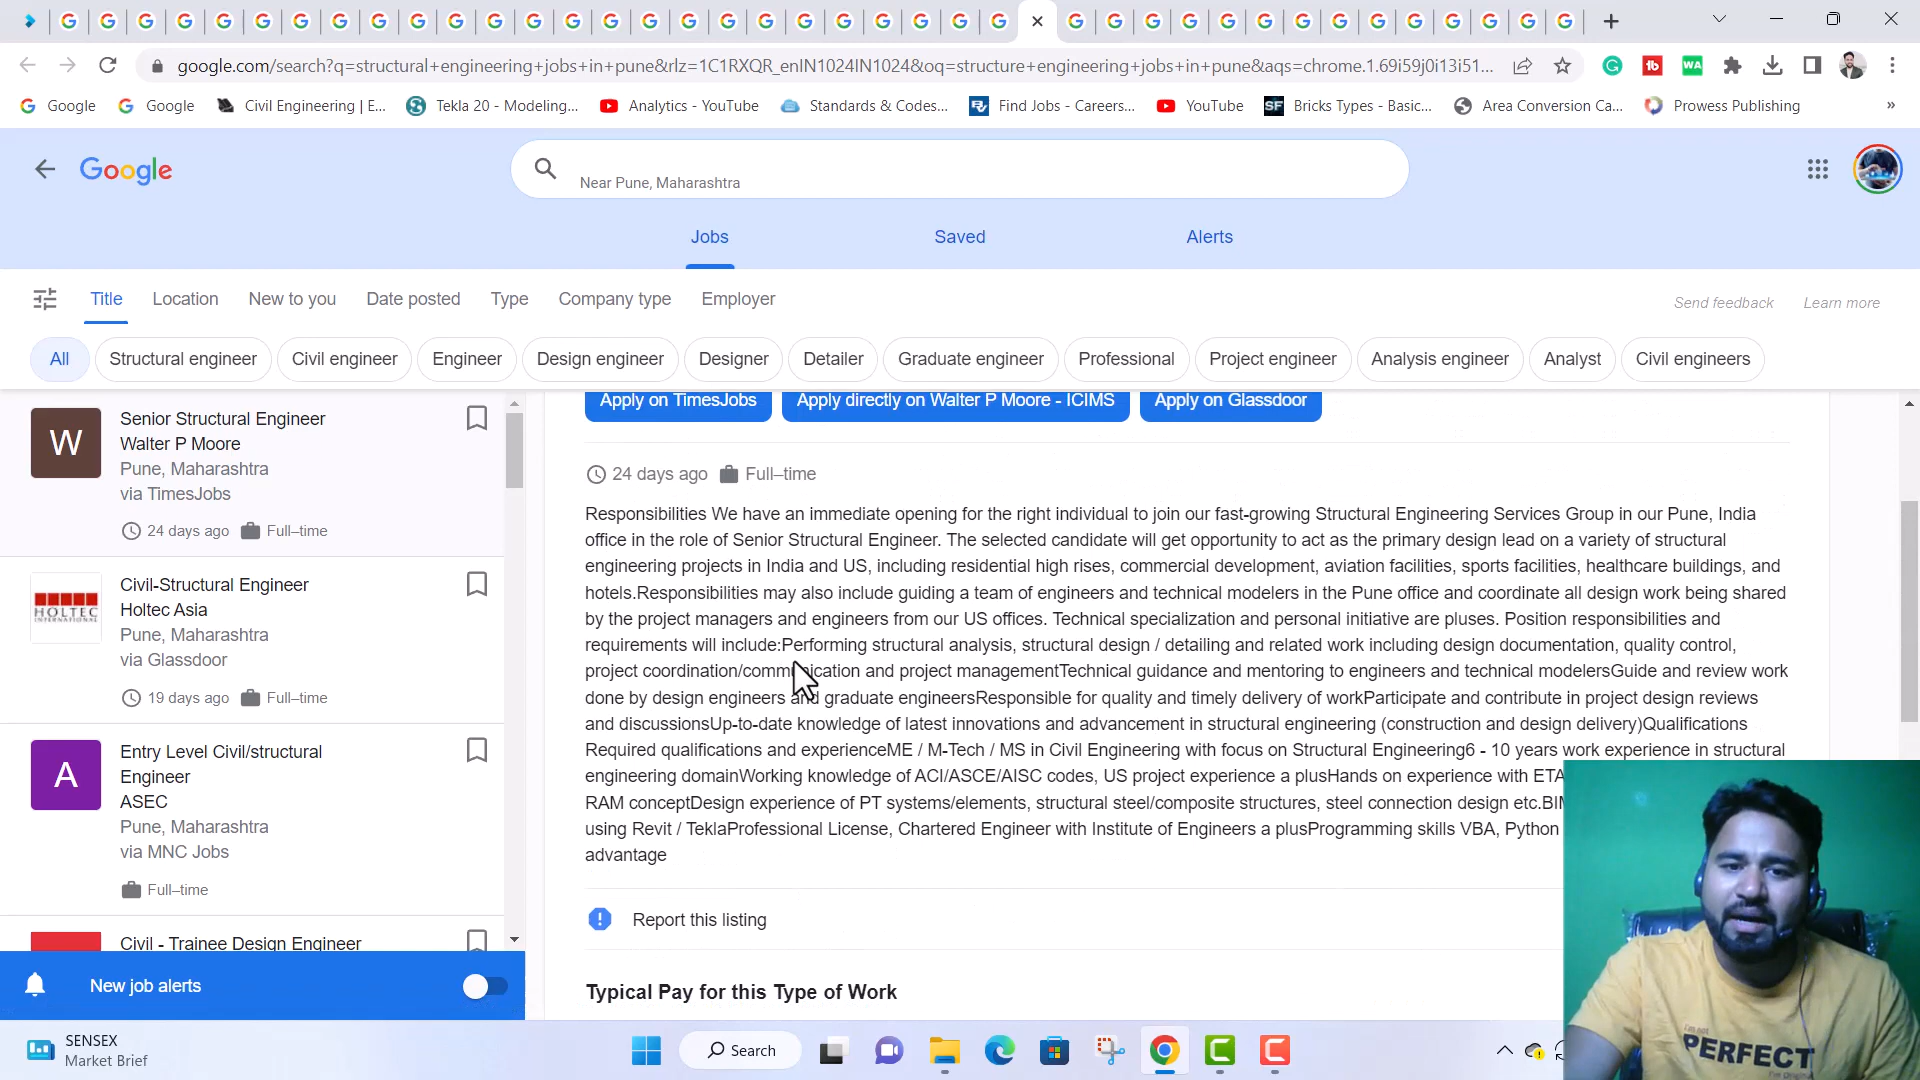 google.com/search?q=structural+engineering+jobs+in+pune&rlz=1C1RXQR_enIN1024IN1024&oq=structure+engineering+jobs+in+pune&aqs=chrome.1.69i59j0i13i51...
Google
Google
Civil Engineering | E...
Tekla 20 - Modeling...
Analytics - YouTube
Standards & Codes...
Find Jobs - Careers...
YouTube
Bricks Types - Basic...
Area Conversion Ca...
Prowess Publishing
»
Google
Near Pune, Maharashtra
Jobs Saved Alerts
Title Location New to you Date posted Type Company type Employer
Send feedback Learn more
All Structural engineer Civil engineer Engineer Design engineer Designer Detailer Graduate engineer Professional Project engineer Analysis engineer Analyst Civil engineers
W
Senior Structural Engineer
Walter P Moore
Pune, Maharashtra
via TimesJobs
24 days ago Full–time
HOLTEC
INTERNATIONAL
Civil-Structural Engineer
Holtec Asia
Pune, Maharashtra
via Glassdoor
19 days ago Full–time
A
Entry Level Civil/structural
Engineer
ASEC
Pune, Maharashtra
via MNC Jobs
Full–time
Civil - Trainee Design Engineer
New job alerts
Apply on TimesJobs Apply directly on Walter P Moore - ICIMS Apply on Glassdoor
24 days ago Full–time
Responsibilities We have an immediate opening for the right individual to join our fast-growing Structural Engineering Services Group in our Pune, India
office in the role of Senior Structural Engineer. The selected candidate will get opportunity to act as the primary design lead on a variety of structural
engineering projects in India and US, including residential high rises, commercial development, aviation facilities, sports facilities, healthcare buildings, and
hotels.Responsibilities may also include guiding a team of engineers and technical modelers in the Pune office and coordinate all design work being shared
by the project managers and engineers from our US offices. Technical specialization and personal initiative are pluses. Position responsibilities and
requirements will include:Performing structural analysis, structural design / detailing and related work including design documentation, quality control,
project coordination/communication and project managementTechnical guidance and mentoring to engineers and technical modelersGuide and review work
done by design engineers and graduate engineersResponsible for quality and timely delivery of workParticipate and contribute in project design reviews
and discussionsUp-to-date knowledge of latest innovations and advancement in structural engineering (construction and design delivery)Qualifications
Required qualifications and experienceME / M-Tech / MS in Civil Engineering with focus on Structural Engineering6 - 10 years work experience in structural
engineering domainWorking knowledge of ACI/ASCE/AISC codes, US project experience a plusHands on experience with ETA
RAM conceptDesign experience of PT systems/elements, structural steel/composite structures, steel connection design etc.BIM
using Revit / TeklaProfessional License, Chartered Engineer with Institute of Engineers a plusProgramming skills VBA, Python
advantage
Report this listing
Typical Pay for this Type of Work
i'm not
PERFECT
SENSEX
Market Brief
Search